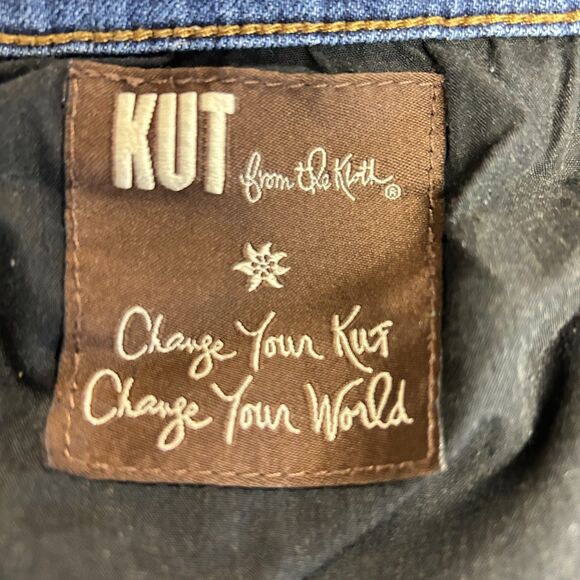 KUT from the Kloth®
Change Your Kut
Change Your World